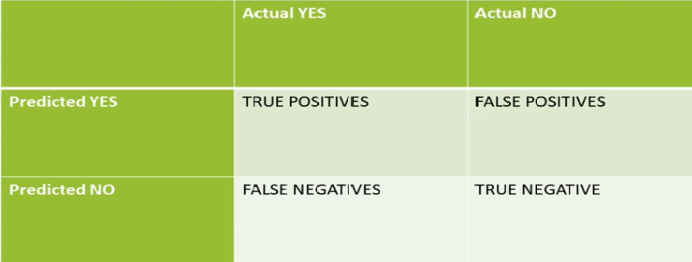 Actual YES
Actual NO
Predicted YES
TRUE POSITIVES
FALSE POSITIVES
Predicted NO
FALSE NEGATIVES
TRUE NEGATIVE